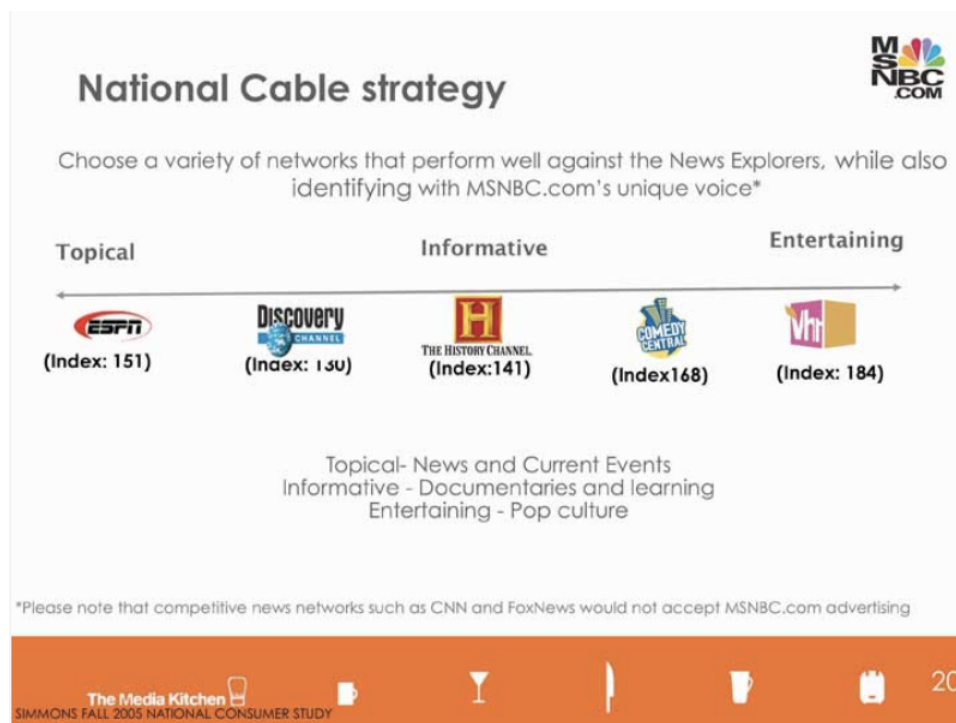 MSNBC.COM
National Cable strategy
Choose a variety of networks that perform well against the News Explorers, while also
identifying with MSNBC.com's unique voice*
Topical
Informative
Entertaining
ESPN
Discovery
CHANNEL
H
THE HISTORY CHANNEL
COMEDY
CENTRAL
Vh1
(Index: 151)
(Index: 130)
(Index:141)
(Index168)
(Index: 184)
Topical- News and Current Events
Informative - Documentaries and learning
Entertaining - Pop culture
*Please note that competitive news networks such as CNN and FoxNews would not accept MSNBC.com advertising
The Media Kitchen
20
SIMMONS FALL 2005 NATIONAL CONSUMER STUDY